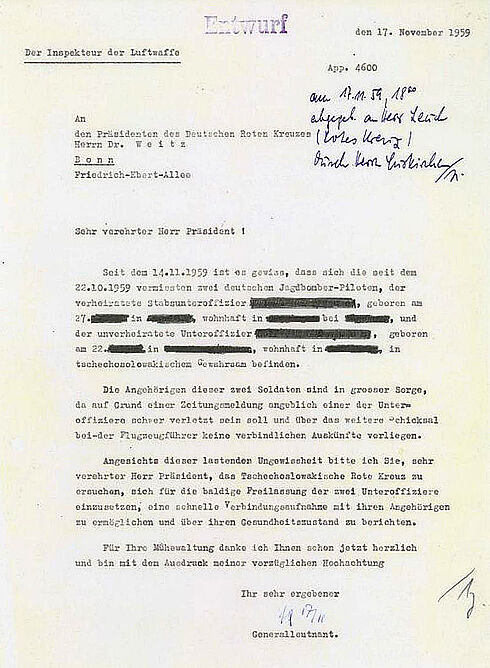 Entwurf
den 17. November 1959
Der Inspekteur der Luftwaffe
App. 4600
am 17.11.59, 18⁰⁰
abgegeb. an Herr
(Rotes Kreuz)
durch Herr
An
den Präsidenten des Deutschen Roten Kreuzes
Herrn Dr. W e i t z
B o n n
Friedrich-Ebert-Allee
Sehr verehrter Herr Präsident !
Seit dem 14.11.1959 ist es gewiss, dass sich die seit dem
22.10.1959 vermissten zwei deutschen Jagdbomber-Piloten, der
verheiratete Stabsunteroffizier , geboren am
27. in , wohnhaft in bei , und
der unverheiratete Unteroffizier , geboren
am 22. in , wohnhaft in , in
tschechoslowakischem Gewahrsam befinden.
Die Angehörigen dieser zwei Soldaten sind in grosser Sorge,
da auf Grund einer Zeitungsmeldung angeblich einer der Unter-
offiziere schwer verletzt sein soll und über das weitere Schicksal
bei-der Flugzeugführer keine verbindlichen Auskünfte vorliegen.
Angesichts dieser lastenden Ungewissheit bitte ich Sie, sehr
verehrter Herr Präsident, das Tschechoslowakische Rote Kreuz zu
ersuchen, sich für die baldige Freilassung der zwei Unteroffiziere
einzusetzen, eine schnelle Verbindungsaufnahme mit ihren Angehörigen
zu ermöglichen und über ihren Gesundheitszustand zu berichten.
Für Ihre Mühewaltung danke ich Ihnen schon jetzt herzlich
und bin mit dem Ausdruck meiner vorzüglichen Hochachtung
Ihr sehr ergebener
17/11
Generalleutnant.